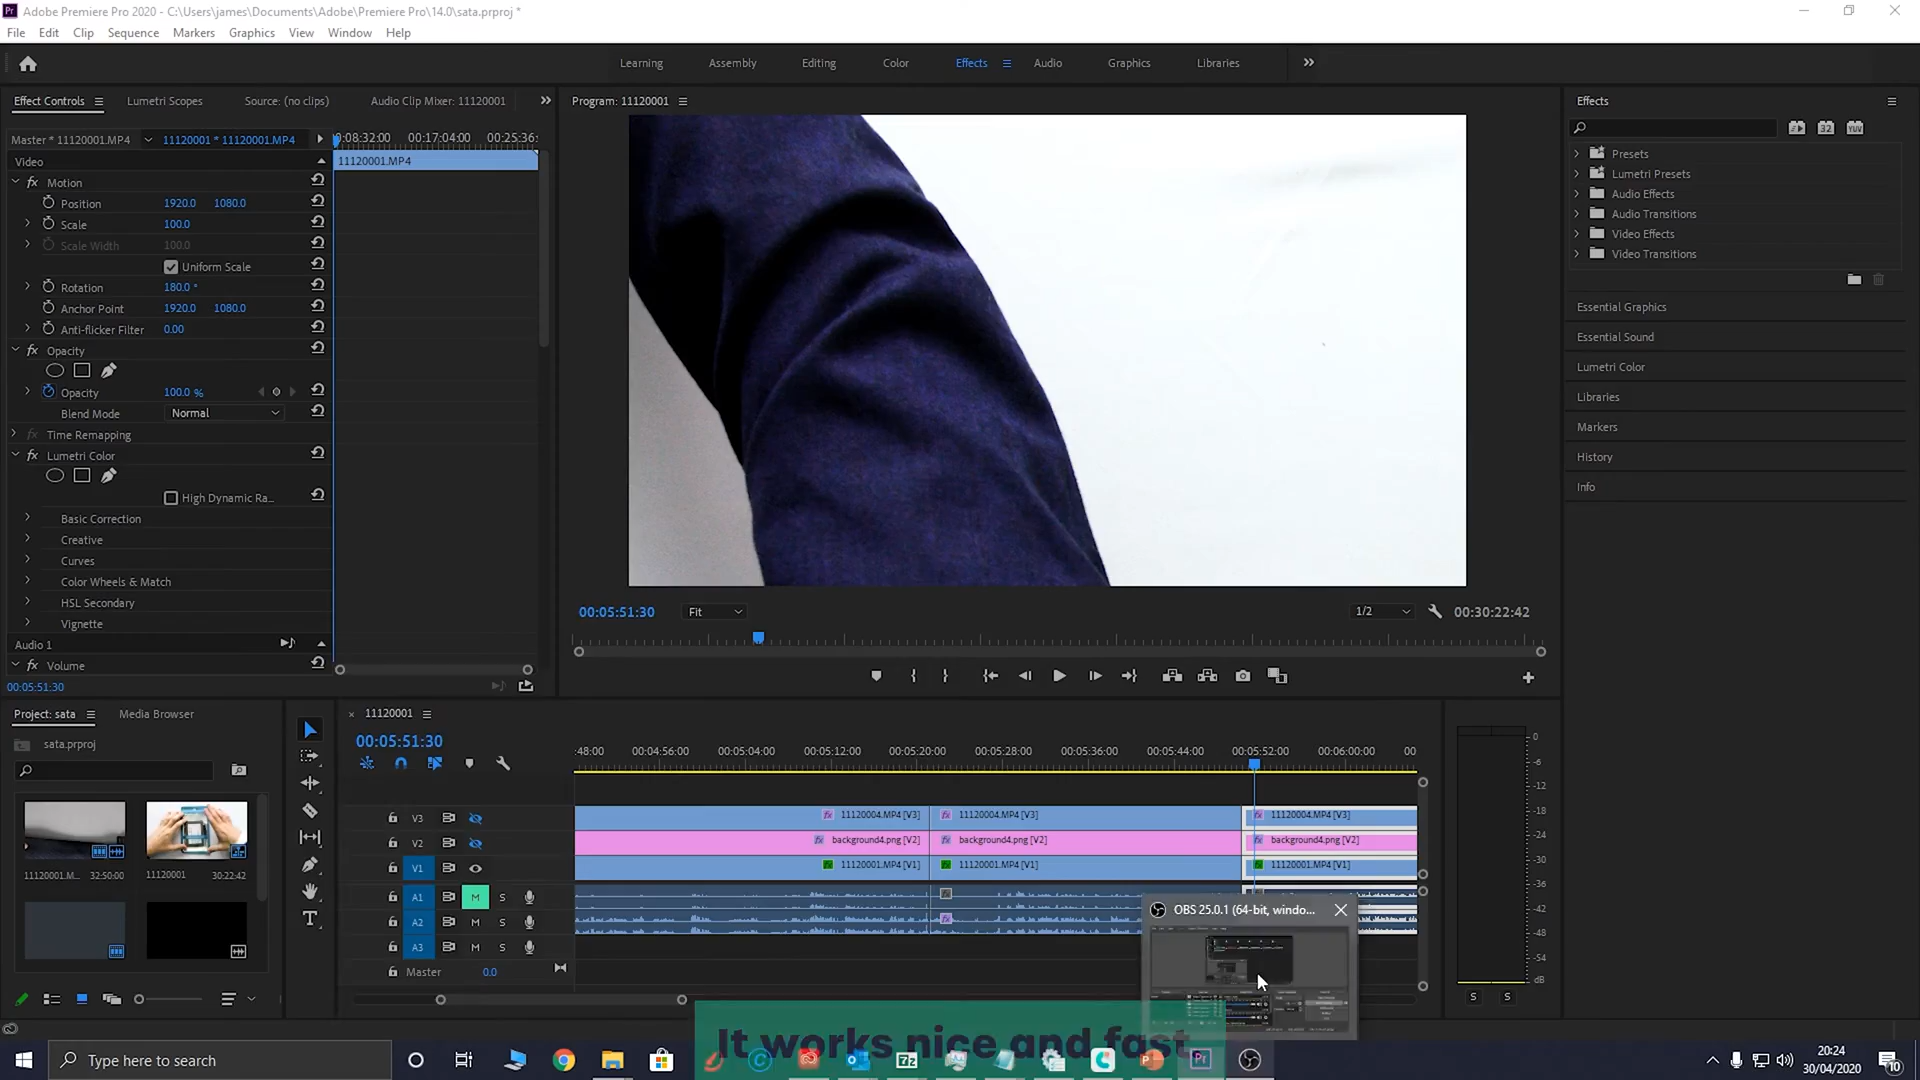 Adobe Premiere Pro 2020 - C:\Users\james\Documents\Adobe\Premiere Pro\14.0\sata.prproj *
File Edit Clip Sequence Markers Graphics View Window Help
Learning Assembly Editing Color Effects Audio Graphics Libraries
Effect Controls Lumetri Scopes Source: (no clips) Audio Clip Mixer: 11120001
Program: 11120001
Effects
Master * 11120001.MP4 11120001 * 11120001.MP4
:08:32:00 00:17:04:00 00:25:36:
Video
11120001.MP4
Motion
Position 1920.0 1080.0
Scale 100.0
Scale Width 100.0
Uniform Scale
Rotation 180.0 °
Anchor Point 1920.0 1080.0
Anti-flicker Filter 0.00
Opacity
Opacity 100.0 %
Blend Mode Normal
Time Remapping
Lumetri Color
High Dynamic Ra...
Basic Correction
Creative
Curves
Color Wheels & Match
HSL Secondary
Vignette
Audio 1
Volume
00:05:51:30
32 YUV
Presets
Lumetri Presets
Audio Effects
Audio Transitions
Video Effects
Video Transitions
Essential Graphics
Essential Sound
Lumetri Color
Libraries
Markers
History
Info
00:05:51:30 Fit 1/2 00:30:22:42
Project: sata Media Browser
sata.prproj
11120001.M... 32:50:00
11120001 30:22:42
11120001
00:05:51:30
:48:00 00:04:56:00 00:05:04:00 00:05:12:00 00:05:20:00 00:05:28:00 00:05:36:00 00:05:44:00 00:05:52:00 00:06:00:00 00
V3 11120004.MP4 [V3] 11120004.MP4 [V3] 11120004.MP4 [V3]
V2 background4.png [V2] background4.png [V2] background4.png [V2]
V1 11120001.MP4 [V1] 11120001.MP4 [V1] 11120001.MP4 [V1]
A1 M S
A2 M S
A3 M S
Master 0.0
0
-6
-12
-18
-24
-30
-36
-42
-48
-54
dB
S S
OBS 25.0.1 (64-bit, windo...
It works nice and fast
Type here to search
20:24
30/04/2020
10